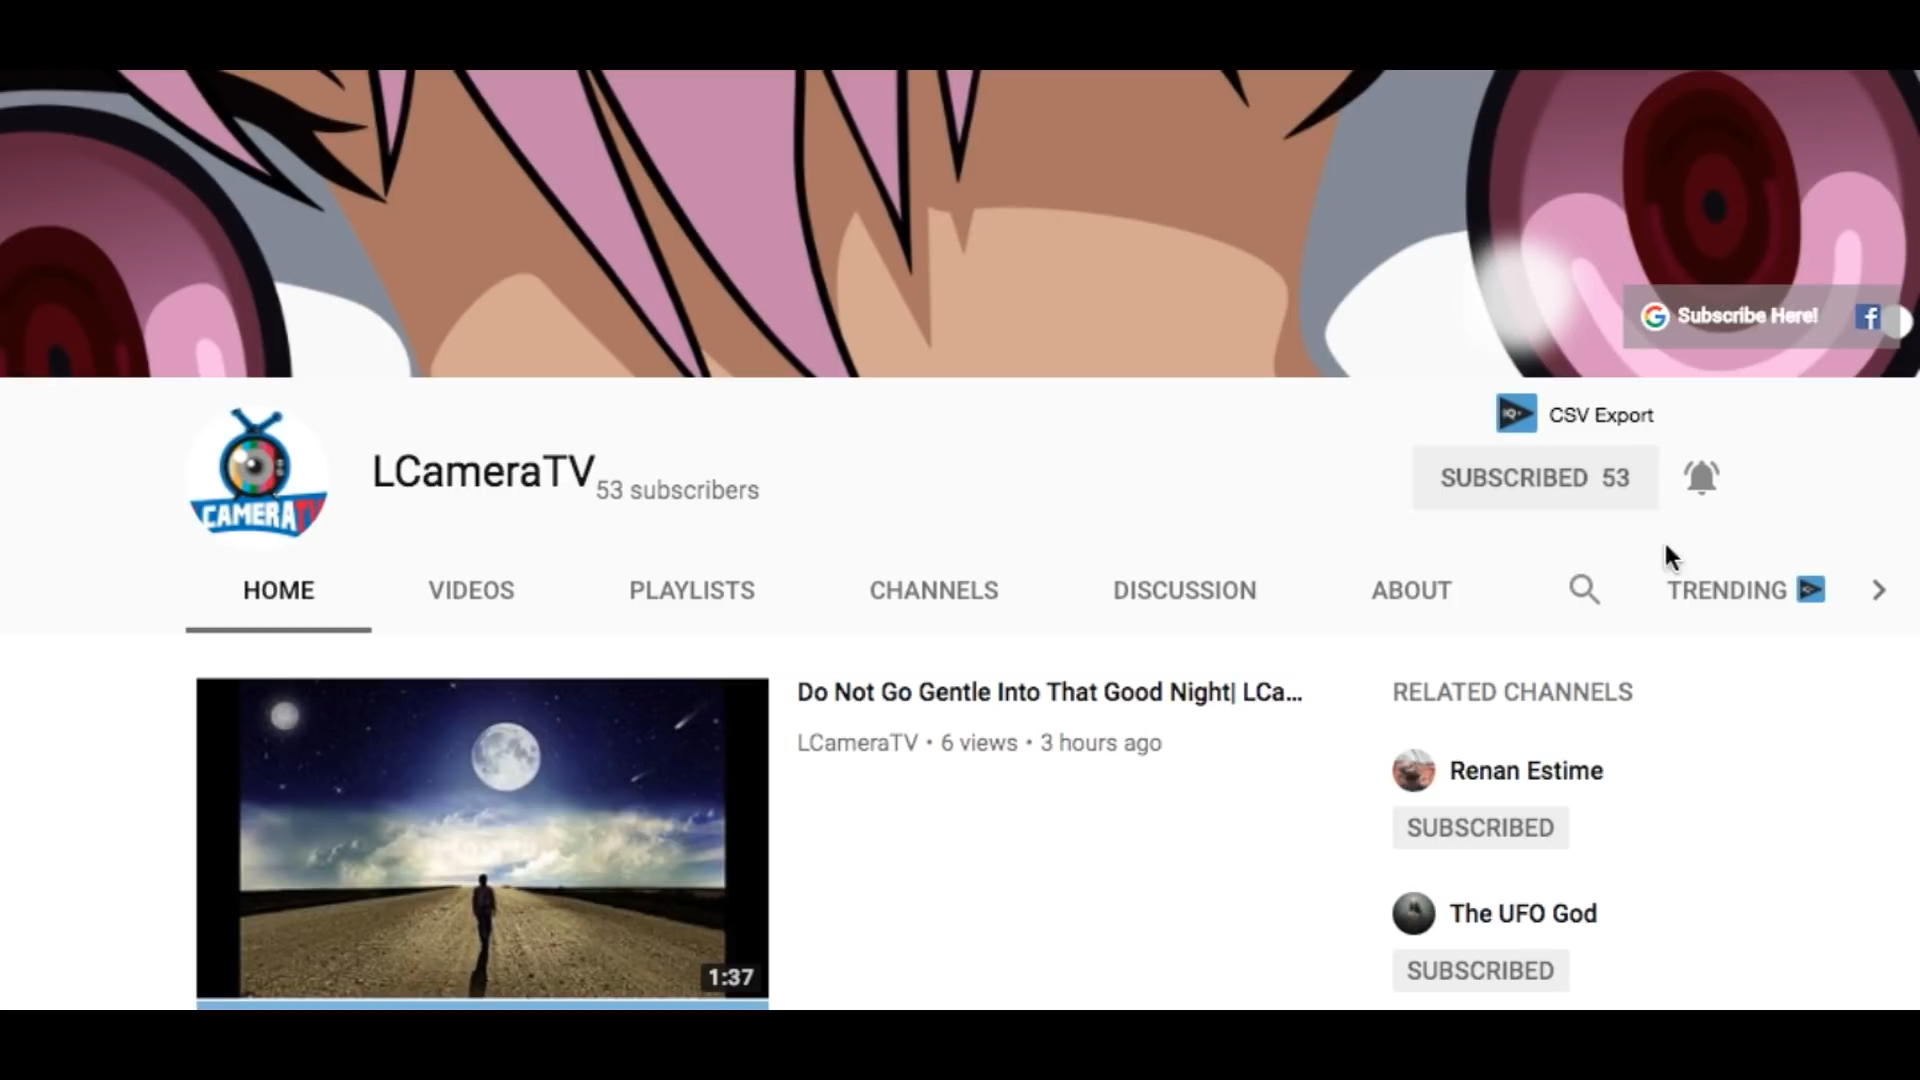 Subscribe Here!
IQ+ CSV Export
CAMERATV
LCameraTV 53 subscribers
SUBSCRIBED 53
HOME VIDEOS PLAYLISTS CHANNELS DISCUSSION ABOUT TRENDING
Do Not Go Gentle Into That Good Night| LCa...
LCameraTV • 6 views • 3 hours ago
1:37
RELATED CHANNELS
Renan Estime
SUBSCRIBED
The UFO God
SUBSCRIBED